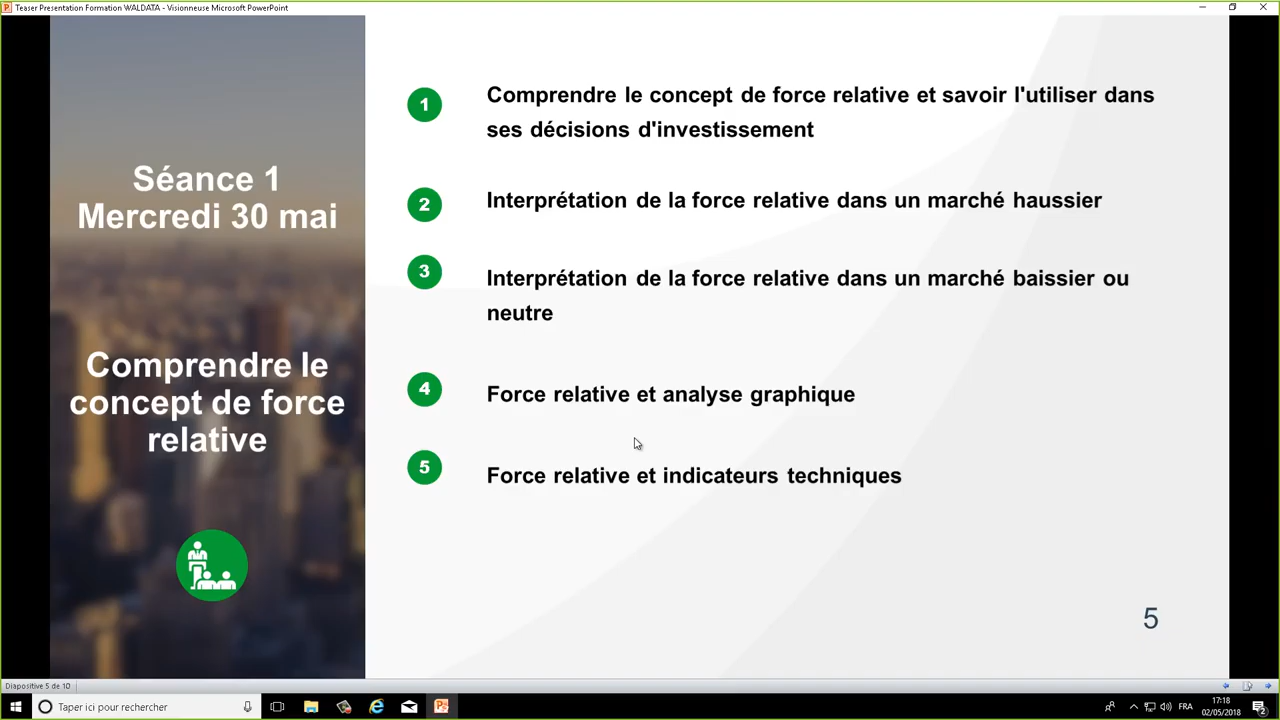 Teaser Presentation Formation WALDATA - Visionneuse Microsoft PowerPoint
Séance 1
Mercredi 30 mai
Comprendre le
concept de force
relative
1
Comprendre le concept de force relative et savoir l'utiliser dans
ses décisions d'investissement
2
Interprétation de la force relative dans un marché haussier
3
Interprétation de la force relative dans un marché baissier ou
neutre
4
Force relative et analyse graphique
5
Force relative et indicateurs techniques
5
Diapositive 5 de 10
Taper ici pour rechercher
FRA
17:18
02/05/2018
2